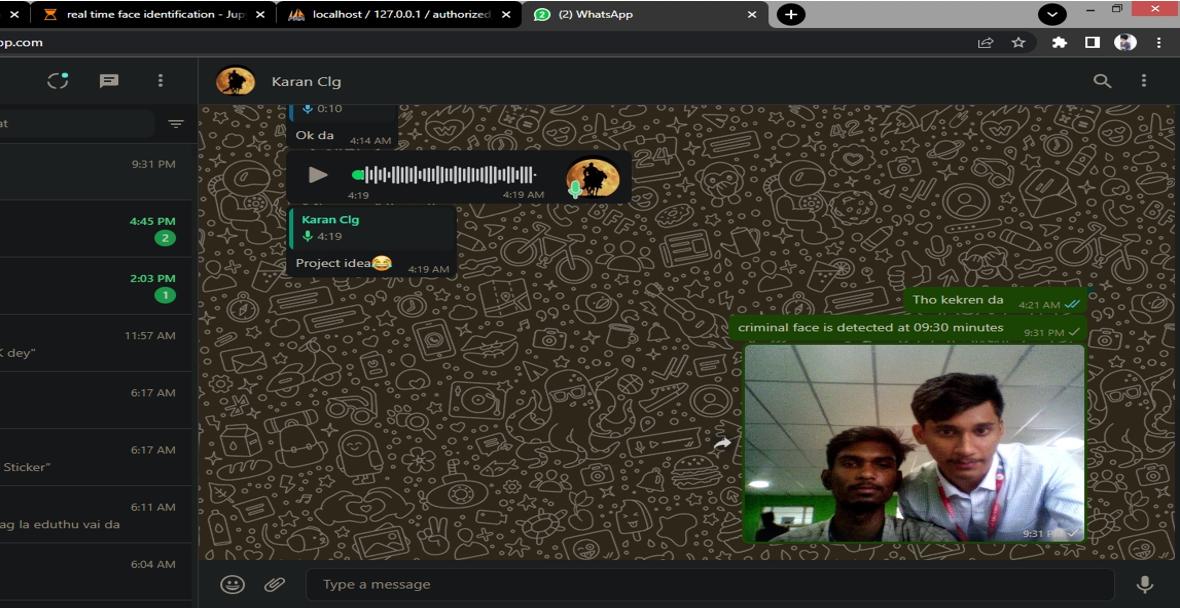 real time face identification - Jup
localhost / 127.0.0.1 / authorized
(2) WhatsApp
pp.com
Karan Clg
at
9:31 PM
4:45 PM
2
2:03 PM
1
11:57 AM
K dey"
6:17 AM
6:17 AM
Sticker"
6:11 AM
ag la eduthu vai da
6:04 AM
0:10
Ok da 4:14 AM
4:19 4:19 AM
Karan Clg
4:19
Project idea😂 4:19 AM
Tho kekren da 4:21 AM
criminal face is detected at 09:30 minutes 9:31 PM
9:31 PM
Type a message